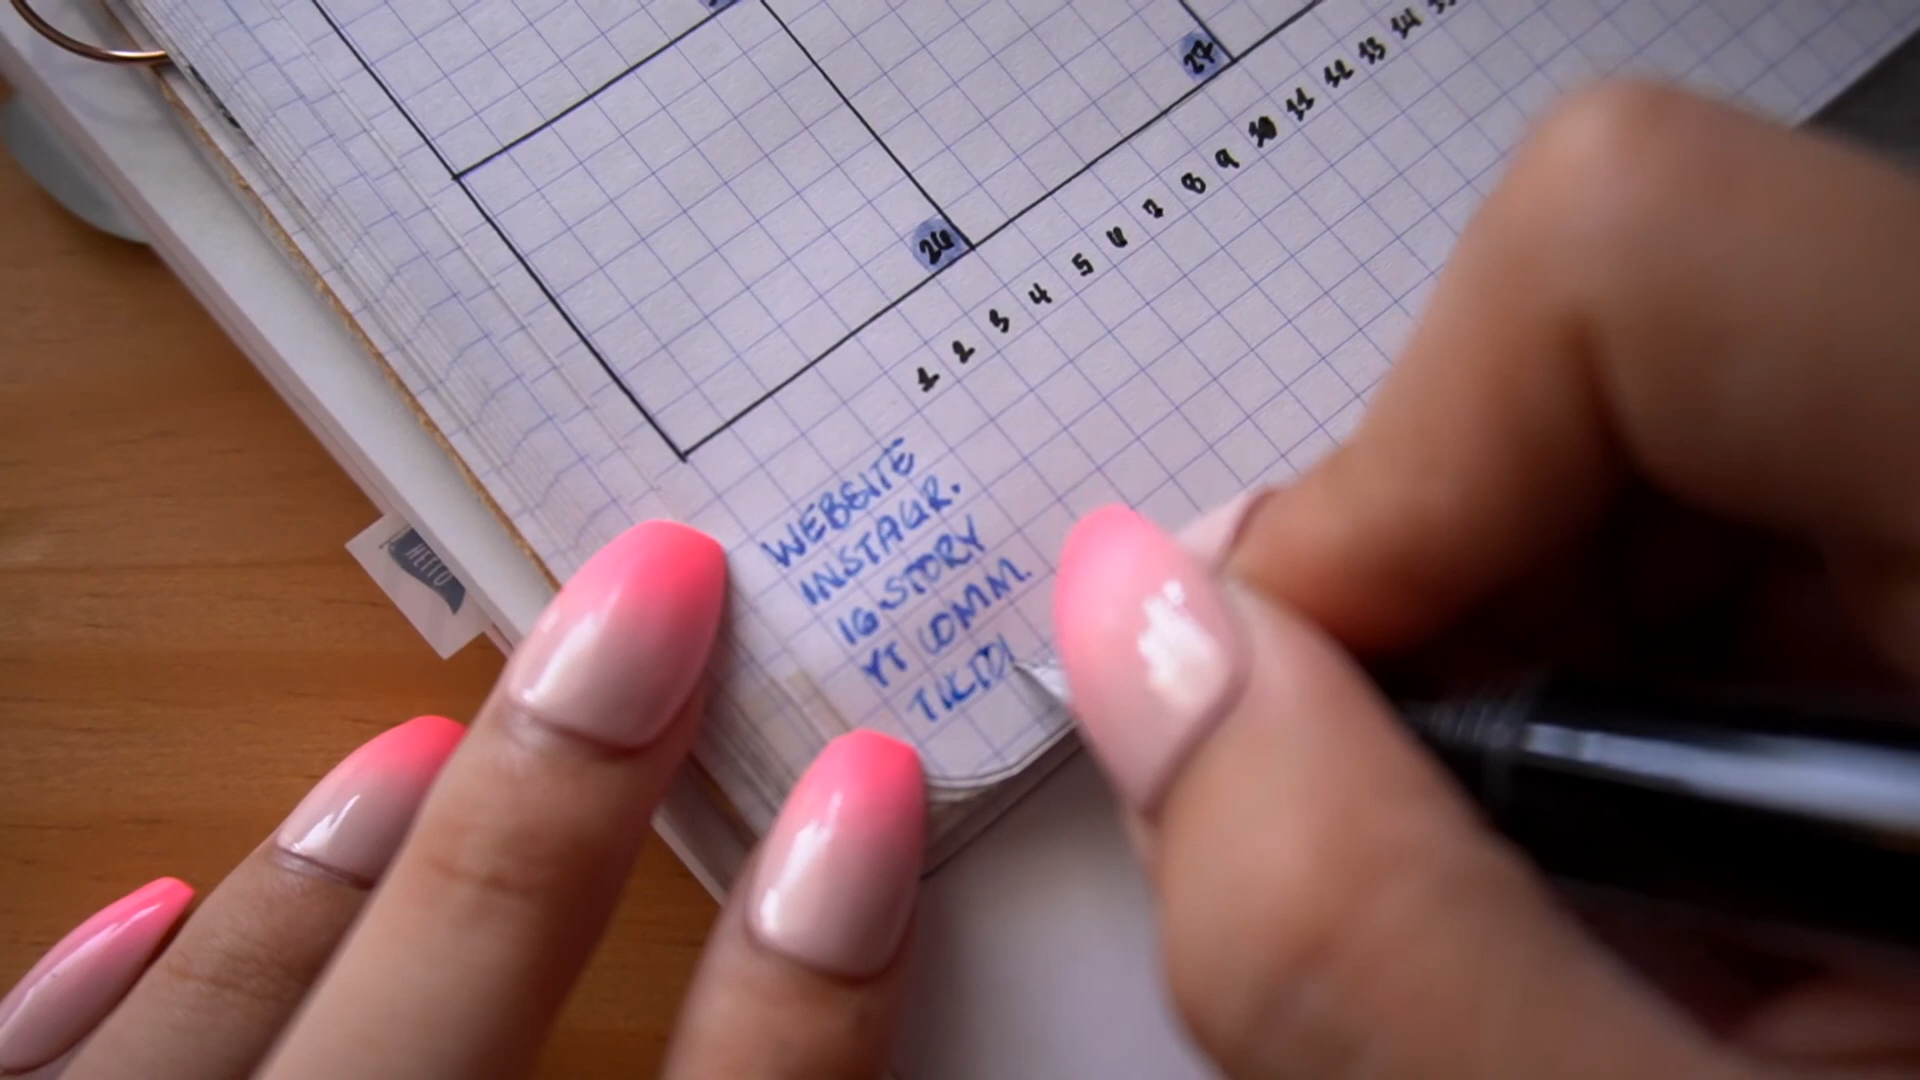 27
26
1 2 3 4 5 6 7 8 9 10 11 12 13 14
WEBSITE
INSTAGR.
IG STORY
YT COMM.
TIKTO
HELLO